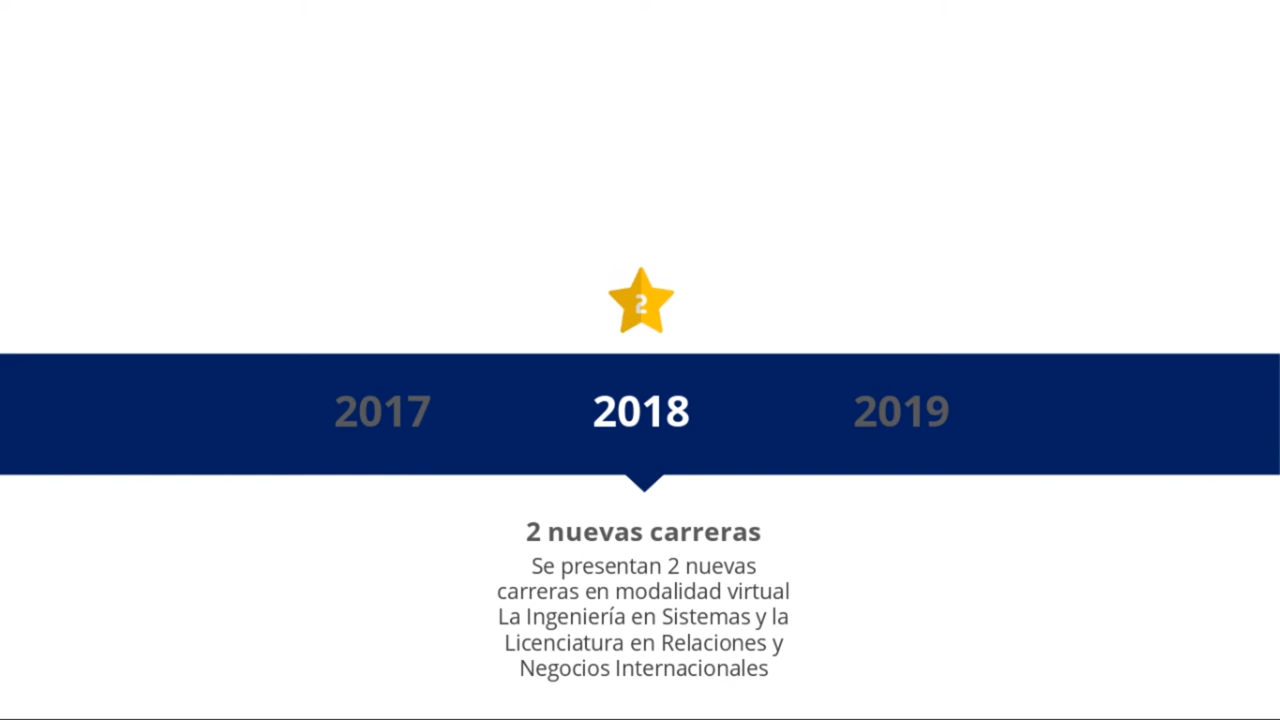 2
2017 2018 2019
2 nuevas carreras
Se presentan 2 nuevas
carreras en modalidad virtual
La Ingeniería en Sistemas y la
Licenciatura en Relaciones y
Negocios Internacionales